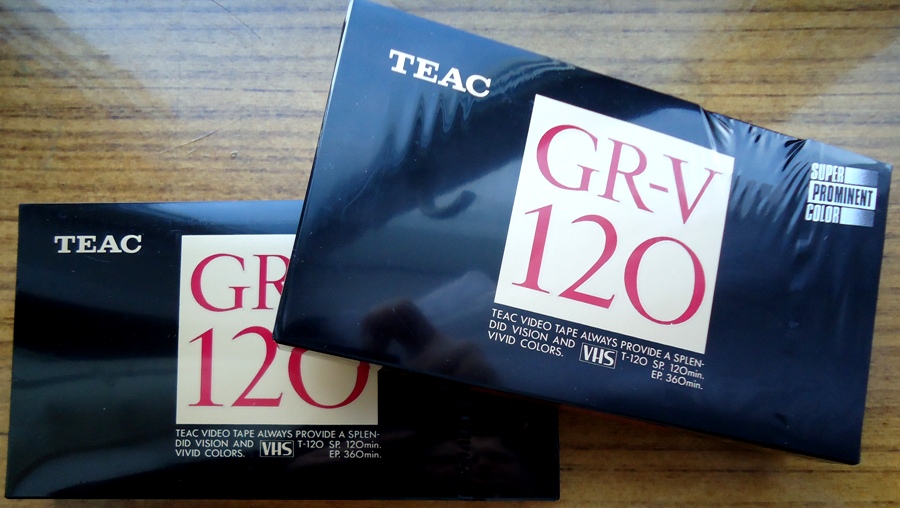 TEAC
GR-V
120
SUPER
PROMINENT
COLOR
TEAC VIDEO TAPE ALWAYS PROVIDE A SPLEN-
DID VISION AND VHS T-120 SP. 120min.
VIVID COLORS. EP. 360min.
TEAC
GR
120
TEAC VIDEO TAPE ALWAYS PROVIDE A SPLEN-
DID VISION AND VHS T-120 SP. 120min.
VIVID COLORS. EP. 360min.